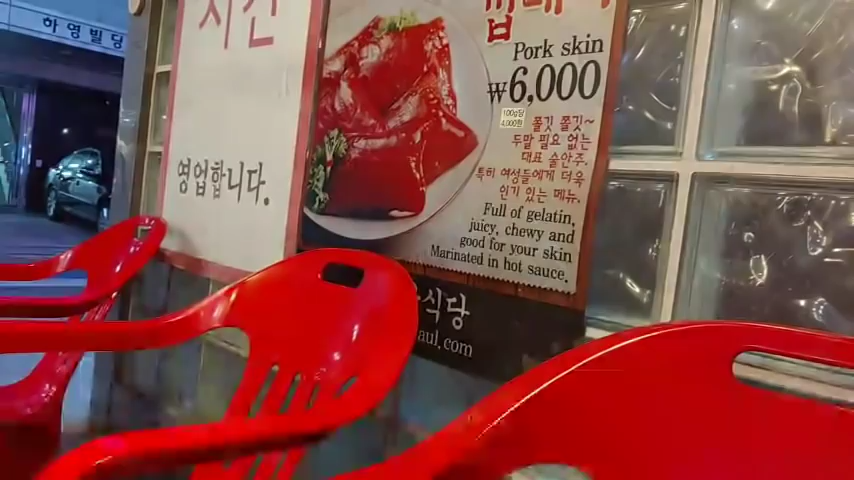 하영빌딩
시간
영업합니다.
Pork skin
₩6,000
100g당
4,000원
쫄깃 쫄깃~
두말 필요 없는
대표 술안주.
특히 여성들에게 더욱
인기 있는 메뉴
Full of gelatin
juicy, chewy and
good for your skin
Marinated in hot sauce
식당
aul.com